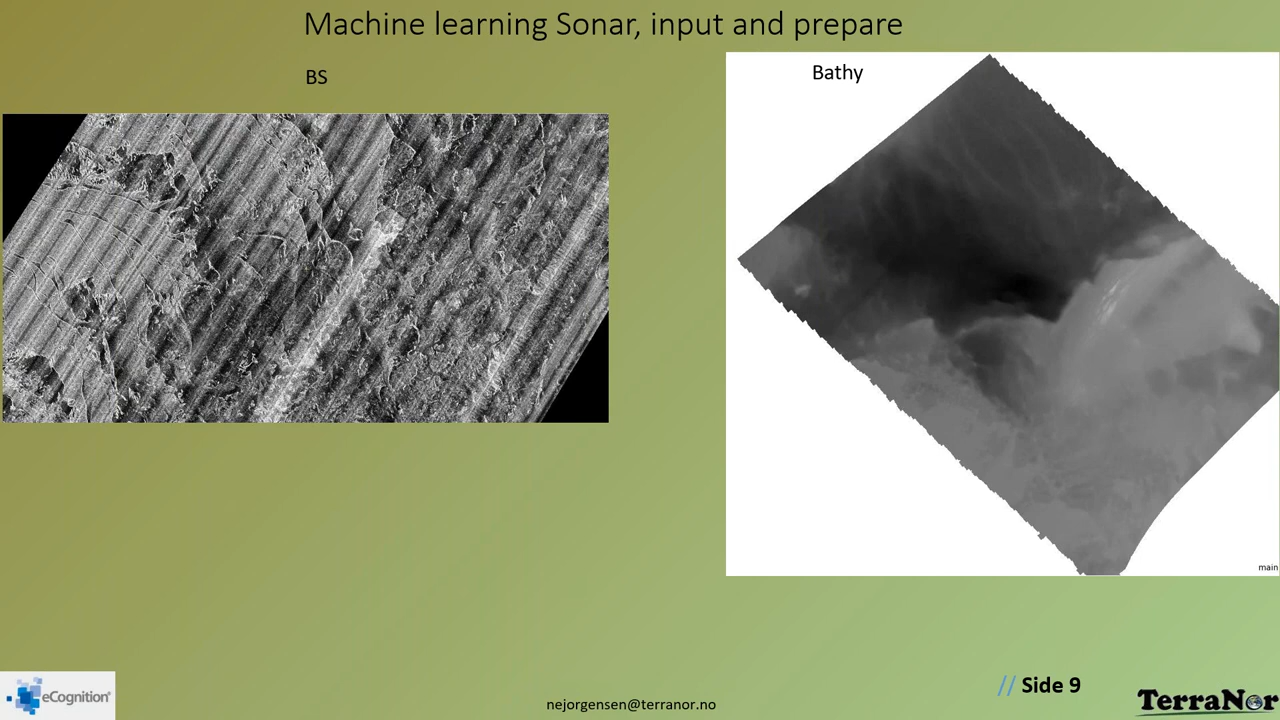 Machine learning Sonar, input and prepare
BS
Bathy
main
// Side 9
eCognition®
nejorgensen@terranor.no
TerraNor